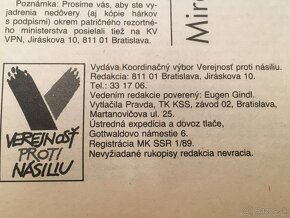 Poznámka: Prosíme vás, aby ste vy-
jadrenia nedôvery (aj kópie hárkov
s podpismi) okrem patričného rezort-
ného ministerstva posielali tiež na KV
VPN, Jiráskova 10, 811 01 Bratislava.
Miro
VEREJNOSŤ
PROTI
NÁSILIU
Vydáva Koordinačný výbor Verejnosť proti násiliu.
Redakcia: 811 01 Bratislava, Jiráskova 10.
Tel.: 33 17 06.
Vedením redakcie poverený: Eugen Gindl.
Vytlačila Pravda, TK KSS, závod 02, Bratislava,
Martanovičova ul. 25.
Ústredná expedícia a dovoz tlače,
Gottwaldovo námestie 6.
Registrácia MK SSR 1/89.
Nevyžiadané rukopisy redakcia nevracia.